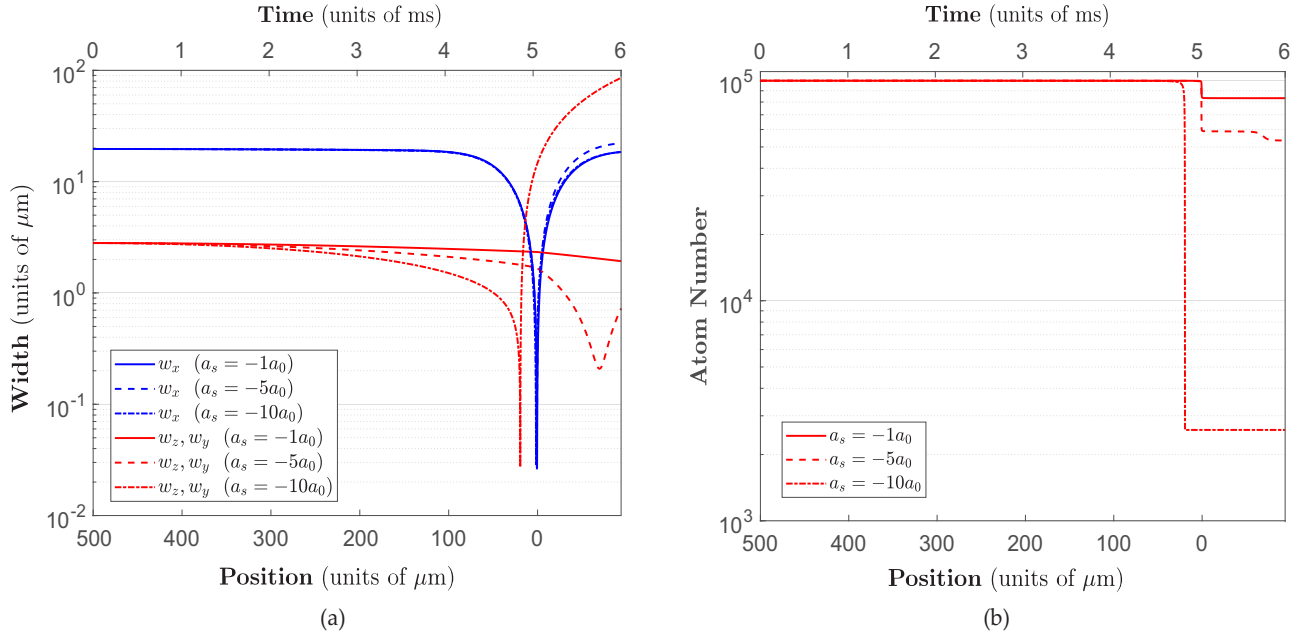 Time (units of ms)
0 1 2 3 4 5 6
10^2
10^1
10^0
10^-1
10^-2
Width (units of μm)
w_x (a_s = −1a_0)
w_x (a_s = −5a_0)
w_x (a_s = −10a_0)
w_z, w_y (a_s = −1a_0)
w_z, w_y (a_s = −5a_0)
w_z, w_y (a_s = −10a_0)
500 400 300 200 100 0
Position (units of μm)
(a)
Time (units of ms)
0 1 2 3 4 5 6
10^5
10^4
10^3
Atom Number
a_s = −1a_0
a_s = −5a_0
a_s = −10a_0
500 400 300 200 100 0
Position (units of μm)
(b)